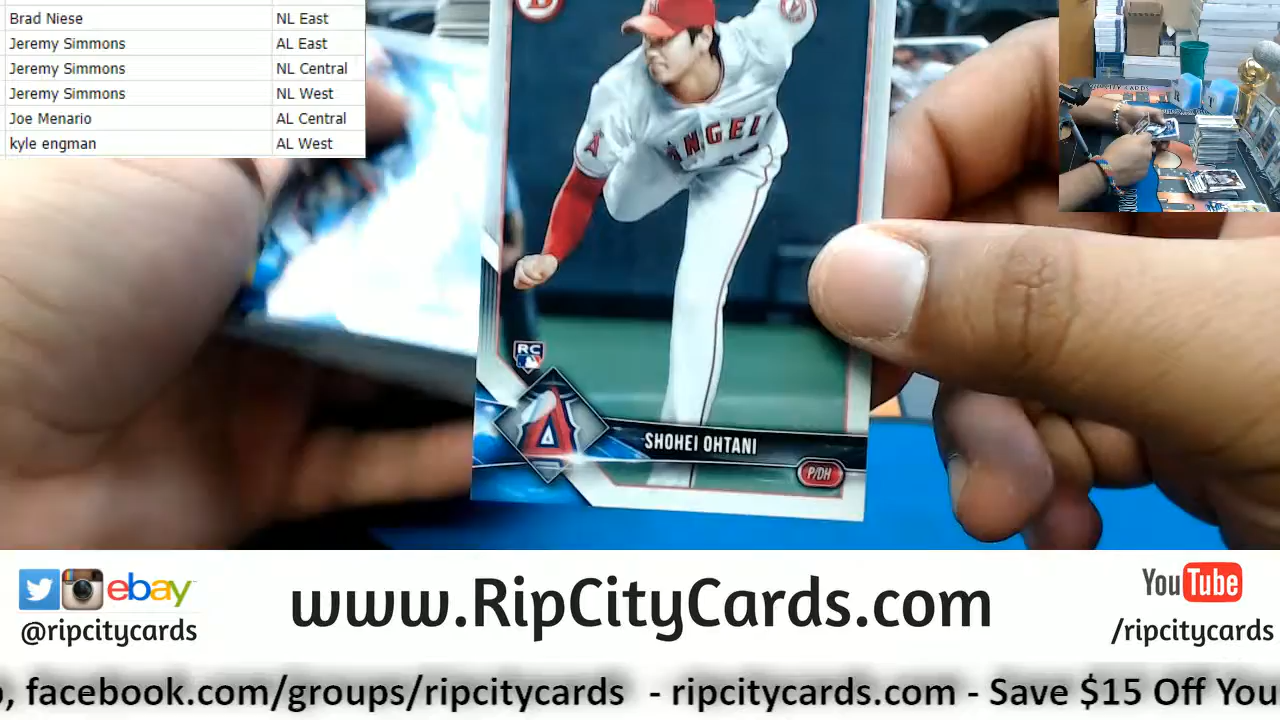 Brad Niese NL East
Jeremy Simmons AL East
Jeremy Simmons NL Central
Jeremy Simmons NL West
Joe Menario AL Central
kyle engman AL West
ANGEL
RC
SHOHEI OHTANI
P/DH
ebay
@ripcitycards
www.RipCityCards.com
YouTube
/ripcitycards
facebook.com/groups/ripcitycards - ripcitycards.com - Save $15 Off You